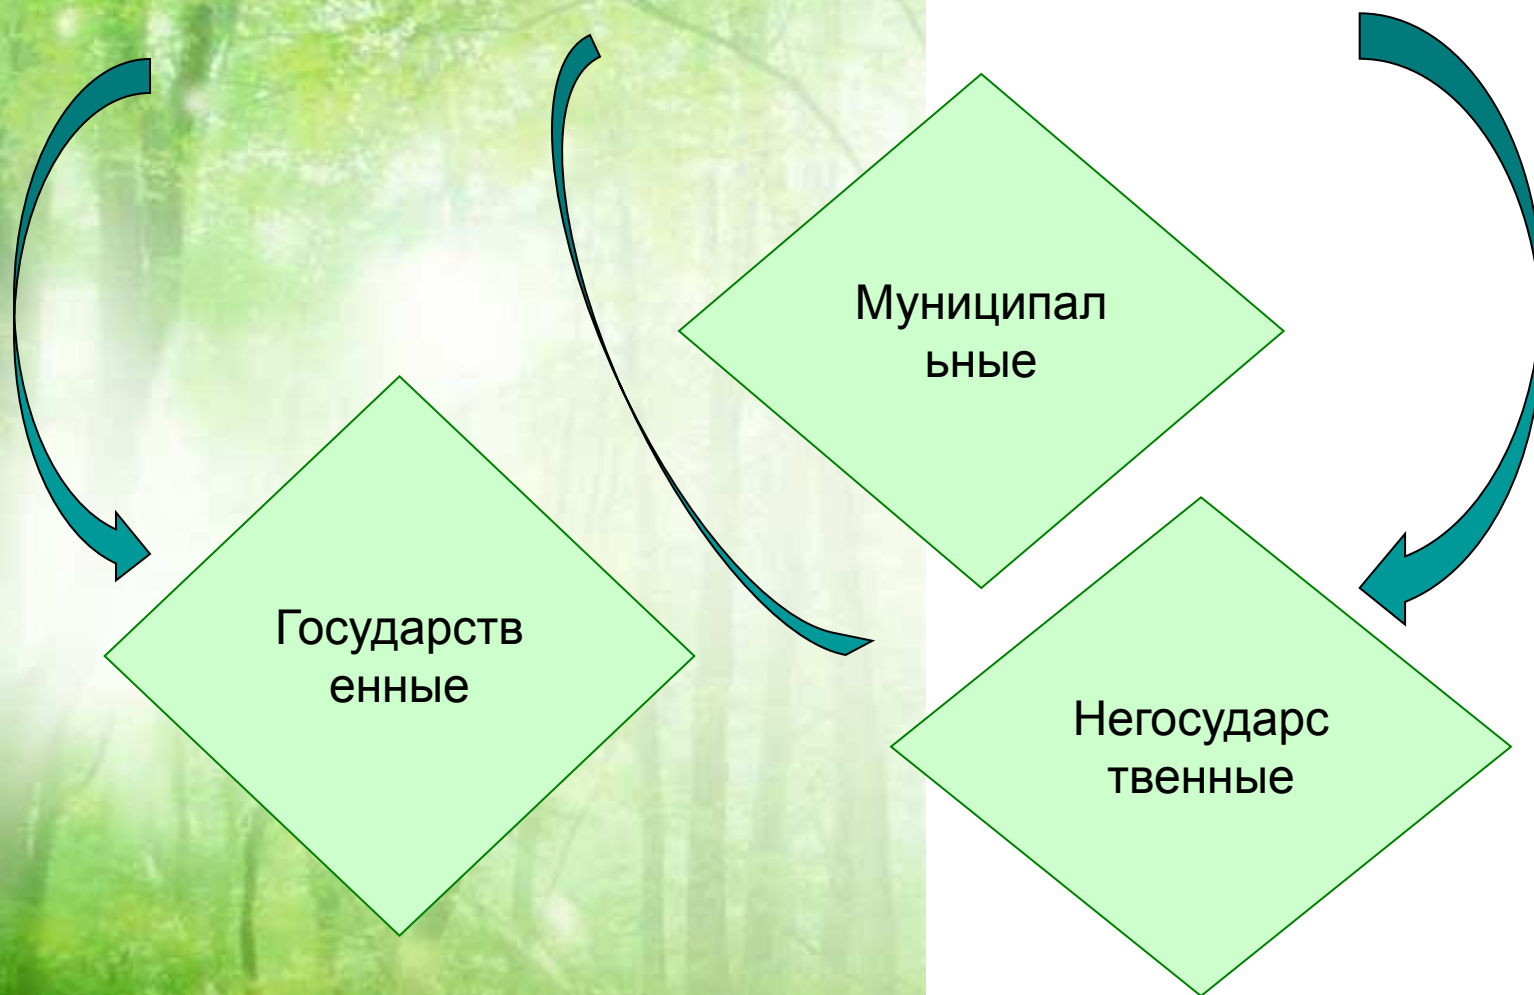 Муниципал
ьные
Государств
енные
Негосударс
твенные